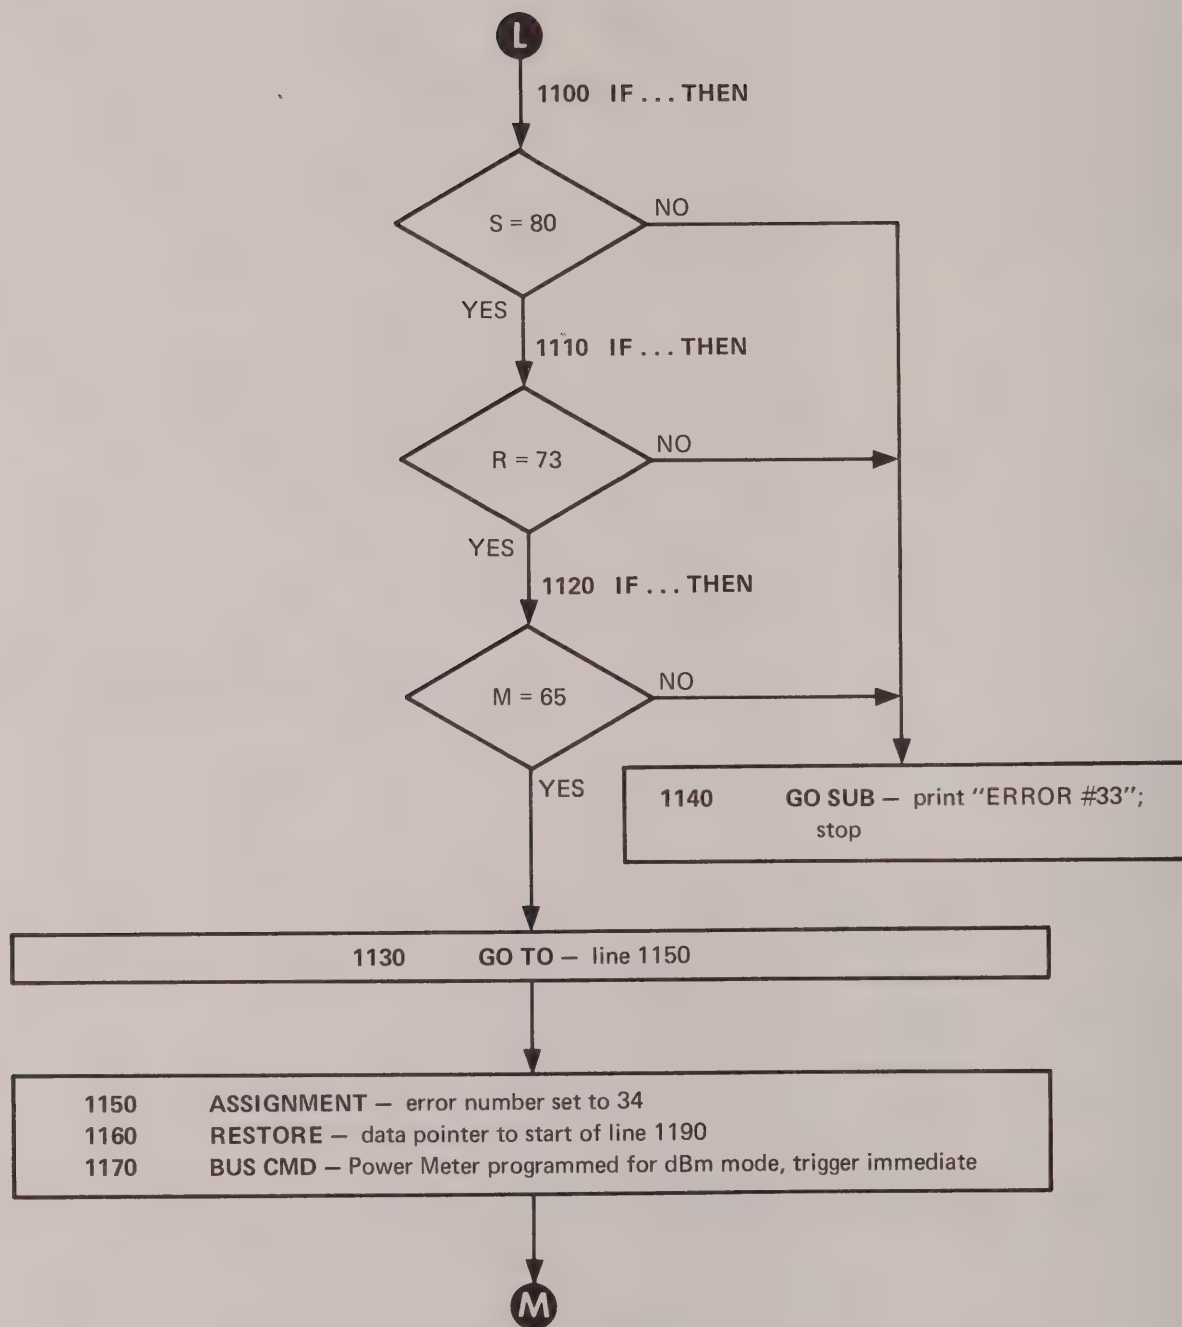 L
1100 IF . . . THEN
S = 80
NO
YES
1110 IF . . . THEN
R = 73
NO
YES
1120 IF . . . THEN
M = 65
NO
YES
1140 GO SUB — print "ERROR #33";
stop
1130 GO TO — line 1150
1150 ASSIGNMENT — error number set to 34
1160 RESTORE — data pointer to start of line 1190
1170 BUS CMD — Power Meter programmed for dBm mode, trigger immediate
M